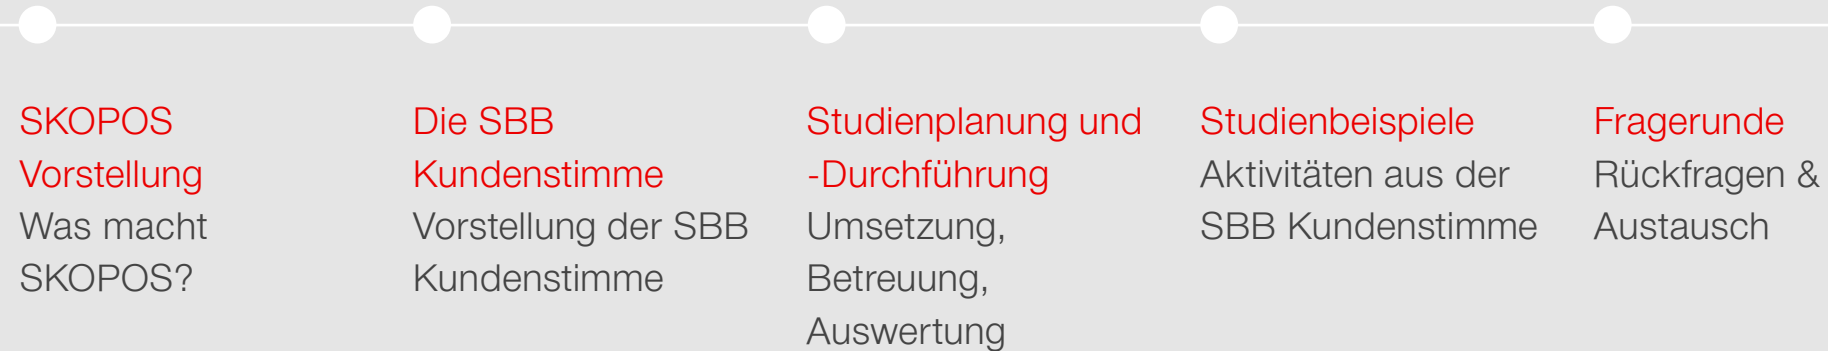 SKOPOS
Vorstellung
Was macht
SKOPOS?
Die SBB
Kundenstimme
Vorstellung der SBB
Kundenstimme
Studienplanung und
-Durchführung
Umsetzung,
Betreuung,
Auswertung
Studienbeispiele
Aktivitäten aus der
SBB Kundenstimme
Fragerunde
Rückfragen &
Austausch